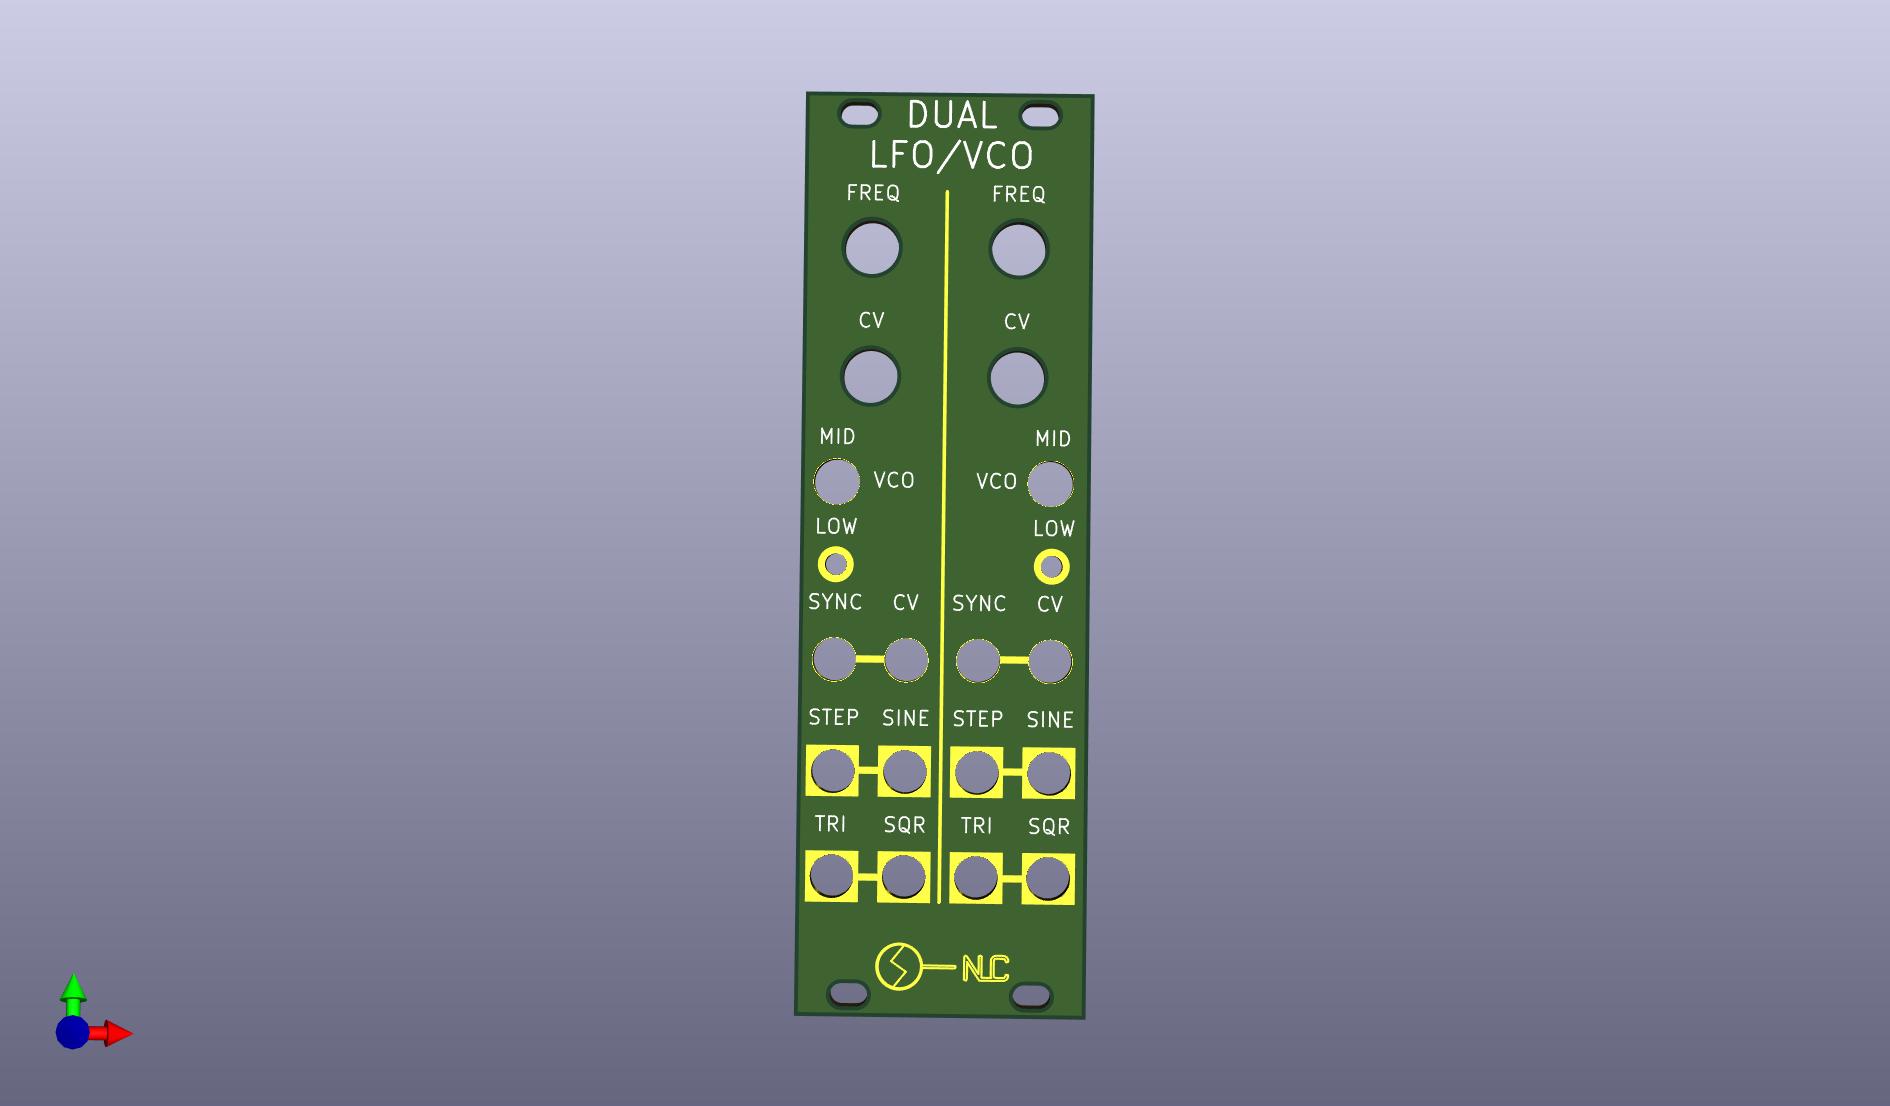 DUAL
LFO/VCO
FREQ FREQ
CV CV
MID MID
VCO VCO
LOW LOW
SYNC CV SYNC CV
STEP SINE STEP SINE
TRI SQR TRI SQR
NLC